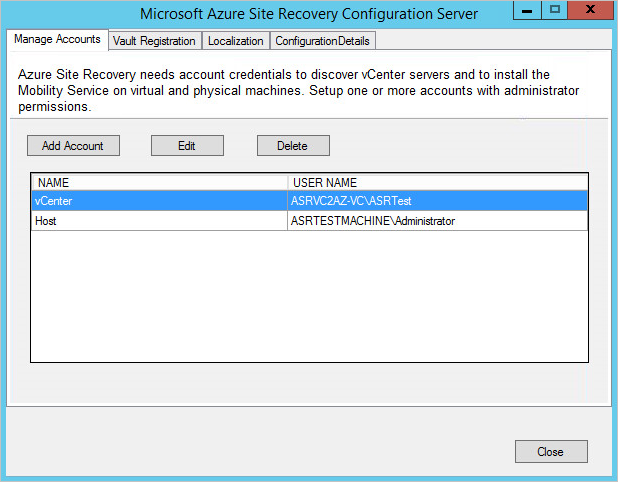 Microsoft Azure Site Recovery Configuration Server
Manage Accounts Vault Registration Localization ConfigurationDetails
Azure Site Recovery needs account credentials to discover vCenter servers and to install the
Mobility Service on virtual and physical machines. Setup one or more accounts with administrator
permissions.
Add Account Edit Delete
NAME USER NAME
vCenter ASRVC2AZ-VC\ASRTest
Host ASRTESTMACHINE\Administrator
Close